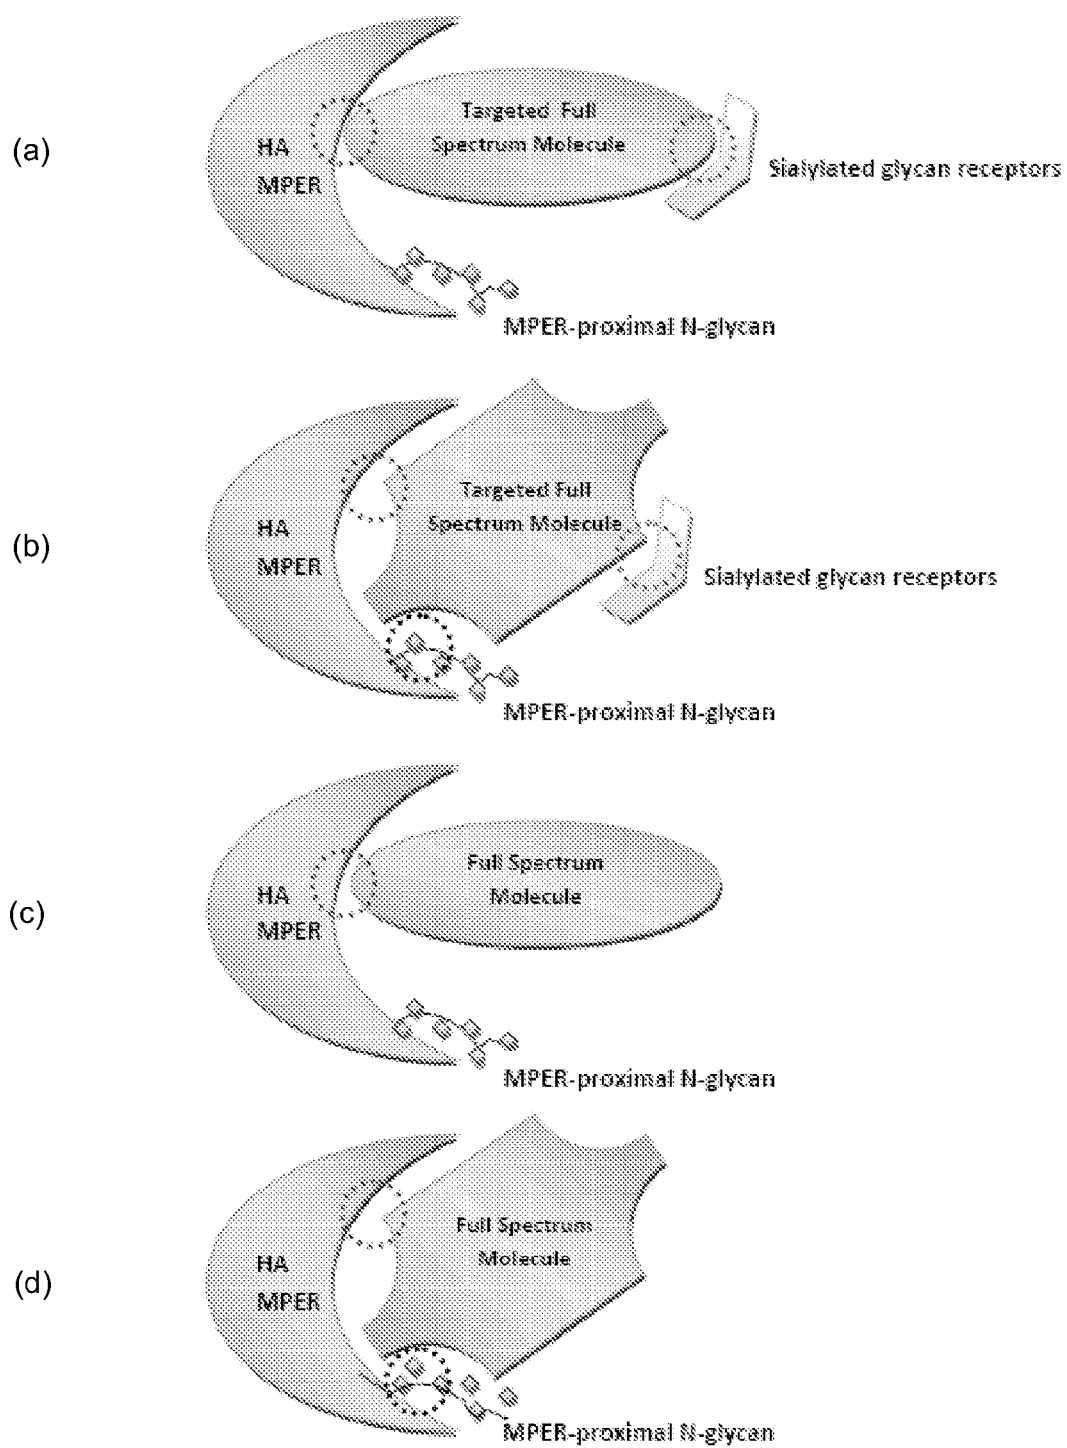 (a)
HA
MPER
Targeted Full
Spectrum Molecule
Sialylated glycan receptors
MPER-proximal N-glycan
(b)
HA
MPER
Targeted Full
Spectrum Molecule
Sialylated glycan receptors
MPER-proximal N-glycan
(c)
HA
MPER
Full Spectrum
Molecule
MPER-proximal N-glycan
(d)
HA
MPER
Full Spectrum
Molecule
MPER-proximal N-glycan